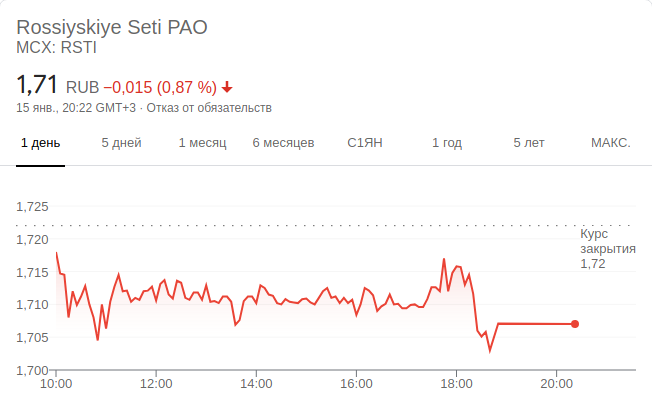 Rossiyskiye Seti PAO
MCX: RSTI
1,71 RUB −0,015 (0,87 %)
15 янв., 20:22 GMT+3 · Отказ от обязательств
1 день 5 дней 1 месяц 6 месяцев С1ЯН 1 год 5 лет МАКС.
1,725
1,720
1,715
1,710
1,705
1,700
Курс
закрытия
1,72
10:00 12:00 14:00 16:00 18:00 20:00